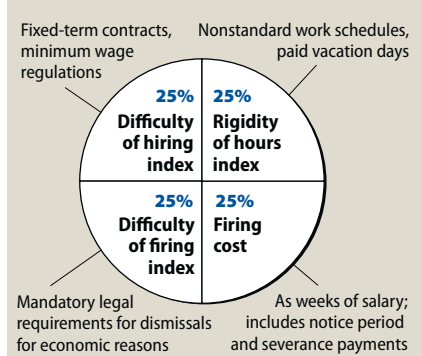 Fixed-term contracts,
minimum wage
regulations
Nonstandard work schedules,
paid vacation days
25%
Difficulty
of hiring
index
25%
Rigidity
of hours
index
25%
Difficulty
of firing
index
25%
Firing
cost
Mandatory legal
requirements for dismissals
for economic reasons
As weeks of salary;
includes notice period
and severance payments